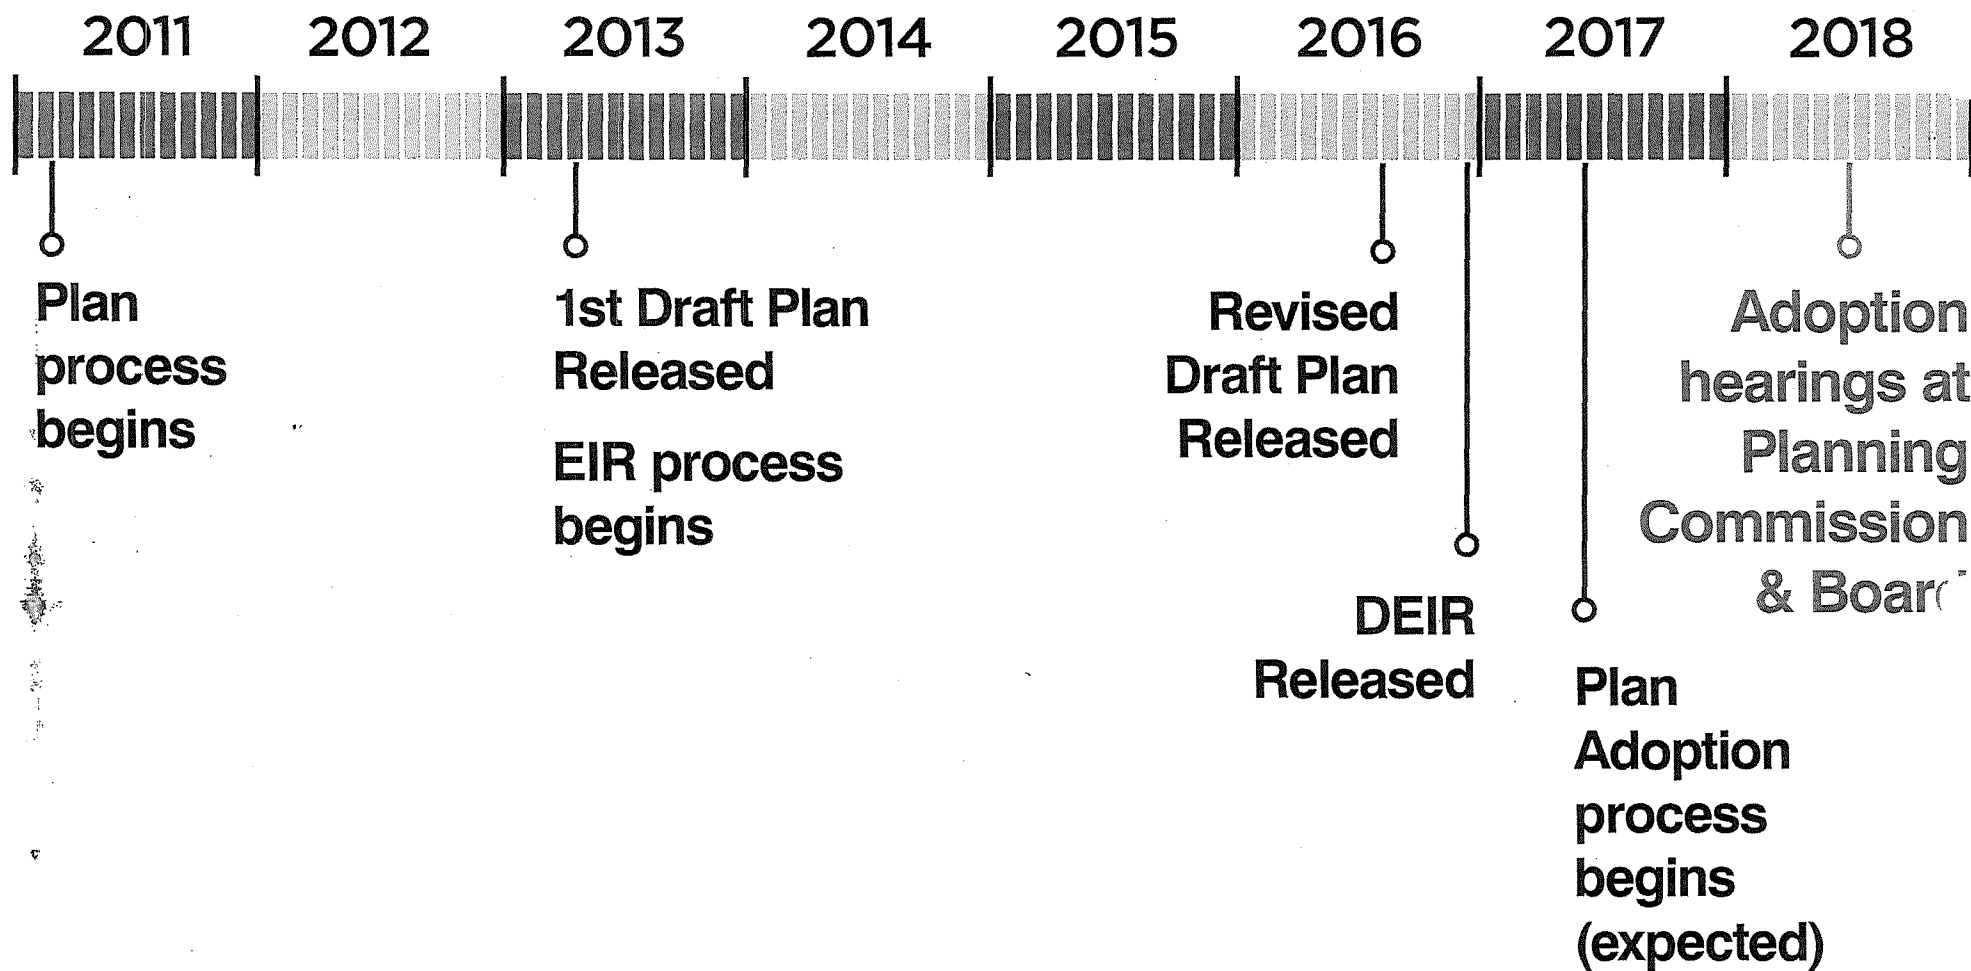 2011 2012 2013 2014 2015 2016 2017 2018
Plan
process
begins
1st Draft Plan
Released
EIR process
begins
Revised
Draft Plan
Released
DEIR
Released
Plan
Adoption
process
begins
(expected)
Adoption
hearings at
Planning
Commission
&